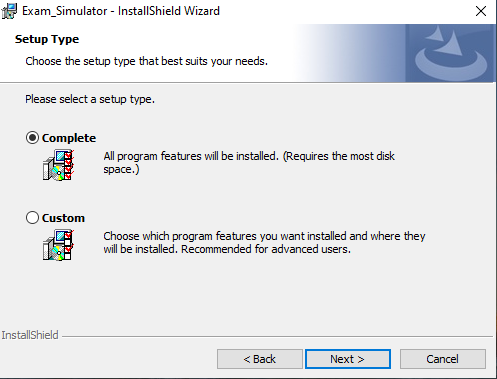 Exam_Simulator - InstallShield Wizard
Setup Type
Choose the setup type that best suits your needs.
Please select a setup type.
Complete
All program features will be installed. (Requires the most disk
space.)
Custom
Choose which program features you want installed and where they
will be installed. Recommended for advanced users.
InstallShield
< Back
Next >
Cancel